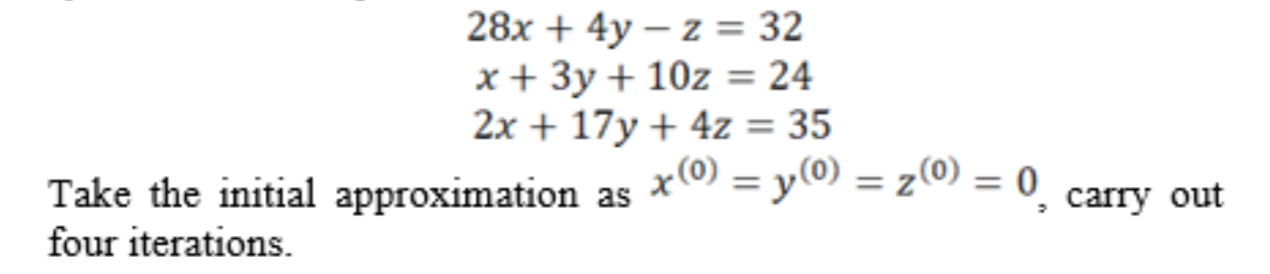 28x + 4y − z = 32
x + 3y + 10z = 24
2x + 17y + 4z = 35
Take the initial approximation as x⁽⁰⁾ = y⁽⁰⁾ = z⁽⁰⁾ = 0, carry out
four iterations.